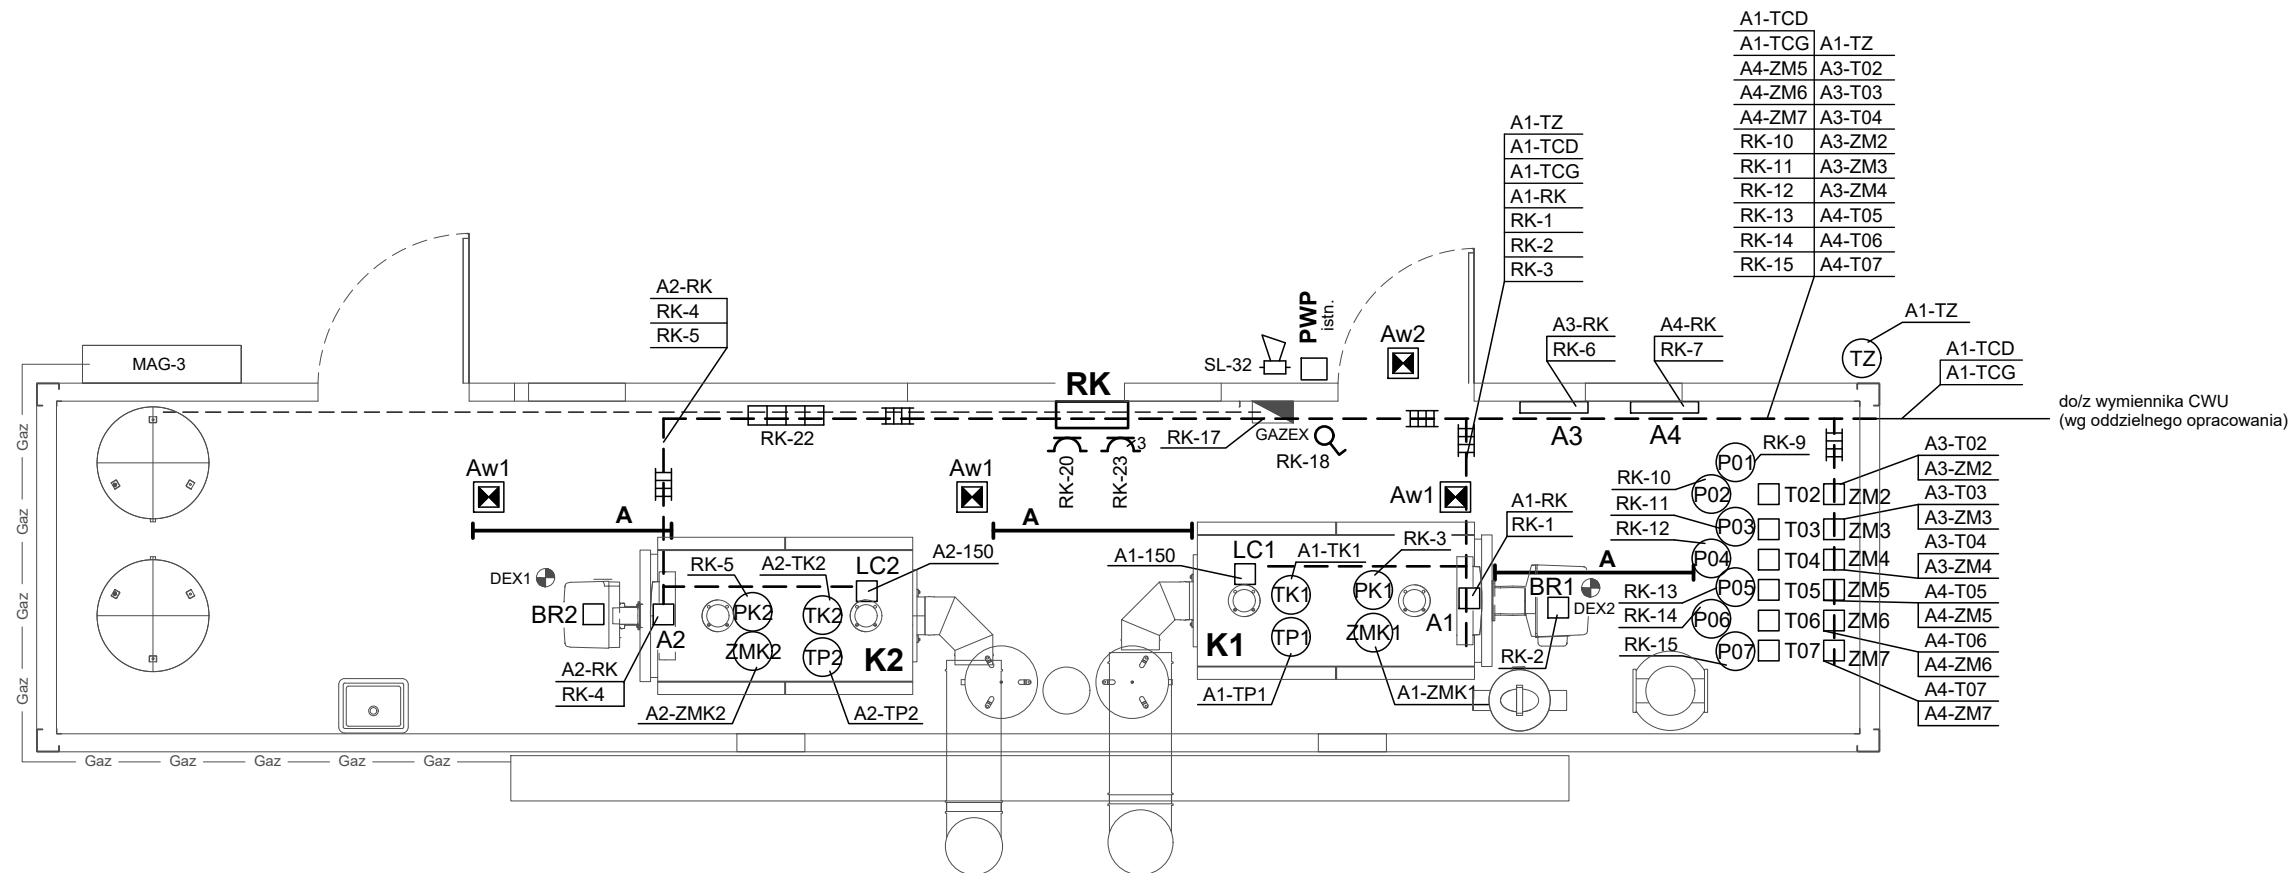 A1-TCD
A1-TCG A1-TZ
A4-ZM5 A3-T02
A4-ZM6 A3-T03
A4-ZM7 A3-T04
RK-10 A3-ZM2
RK-11 A3-ZM3
RK-12 A3-ZM4
RK-13 A4-T05
RK-14 A4-T06
RK-15 A4-T07
A1-TZ
A1-TCD
A1-TCG
A1-RK
RK-1
RK-2
RK-3
A2-RK
RK-4
RK-5
PWP
istn.
A3-RK
RK-6
A4-RK
RK-7
A1-TZ
TZ
A1-TCD
A1-TCG
MAG-3
SL-32
Aw2
RK
do/z wymiennika CWU
(wg oddzielnego opracowania)
RK-22
RK-20
RK-23
3
RK-17
GAZEX
RK-18
A3
A4
Aw1
Aw1
Aw1
A
A
A
Gaz
Gaz
Gaz
Gaz
Gaz
Gaz
Gaz
Gaz
Gaz
DEX1
BR2
A2
A2-RK
RK-4
RK-5
PK2
ZMK2
A2-ZMK2
A2-TK2
TK2
TP2
A2-TP2
LC2
A2-150
K2
A1-150
LC1
A1-TK1
TK1
TP1
A1-TP1
K1
RK-3
PK1
ZMK1
A1-ZMK1
A1
A1-RK
RK-1
BR1
DEX2
RK-2
RK-9
RK-10
RK-11
RK-12
RK-13
RK-14
RK-15
P01
P02
P03
P04
P05
P06
P07
T02 ZM2
T03 ZM3
T04 ZM4
T05 ZM5
T06 ZM6
T07 ZM7
A3-T02
A3-ZM2
A3-T03
A3-ZM3
A3-T04
A3-ZM4
A4-T05
A4-ZM5
A4-T06
A4-ZM6
A4-T07
A4-ZM7